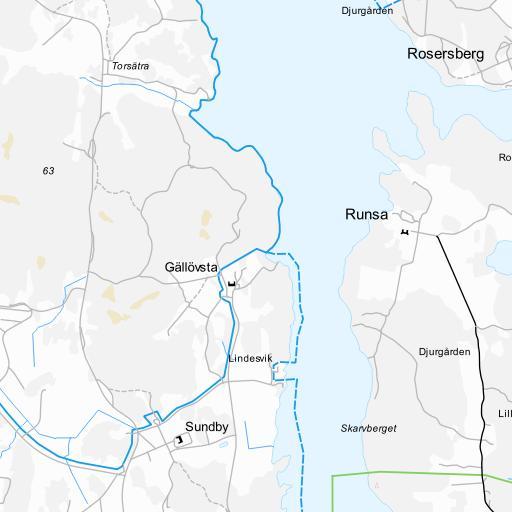 Djurgården
Rosersberg
Torsätra
Ro
63
Runsa
Gällövsta
Lindesvik
Djurgården
Lill
Sundby
Skarvberget